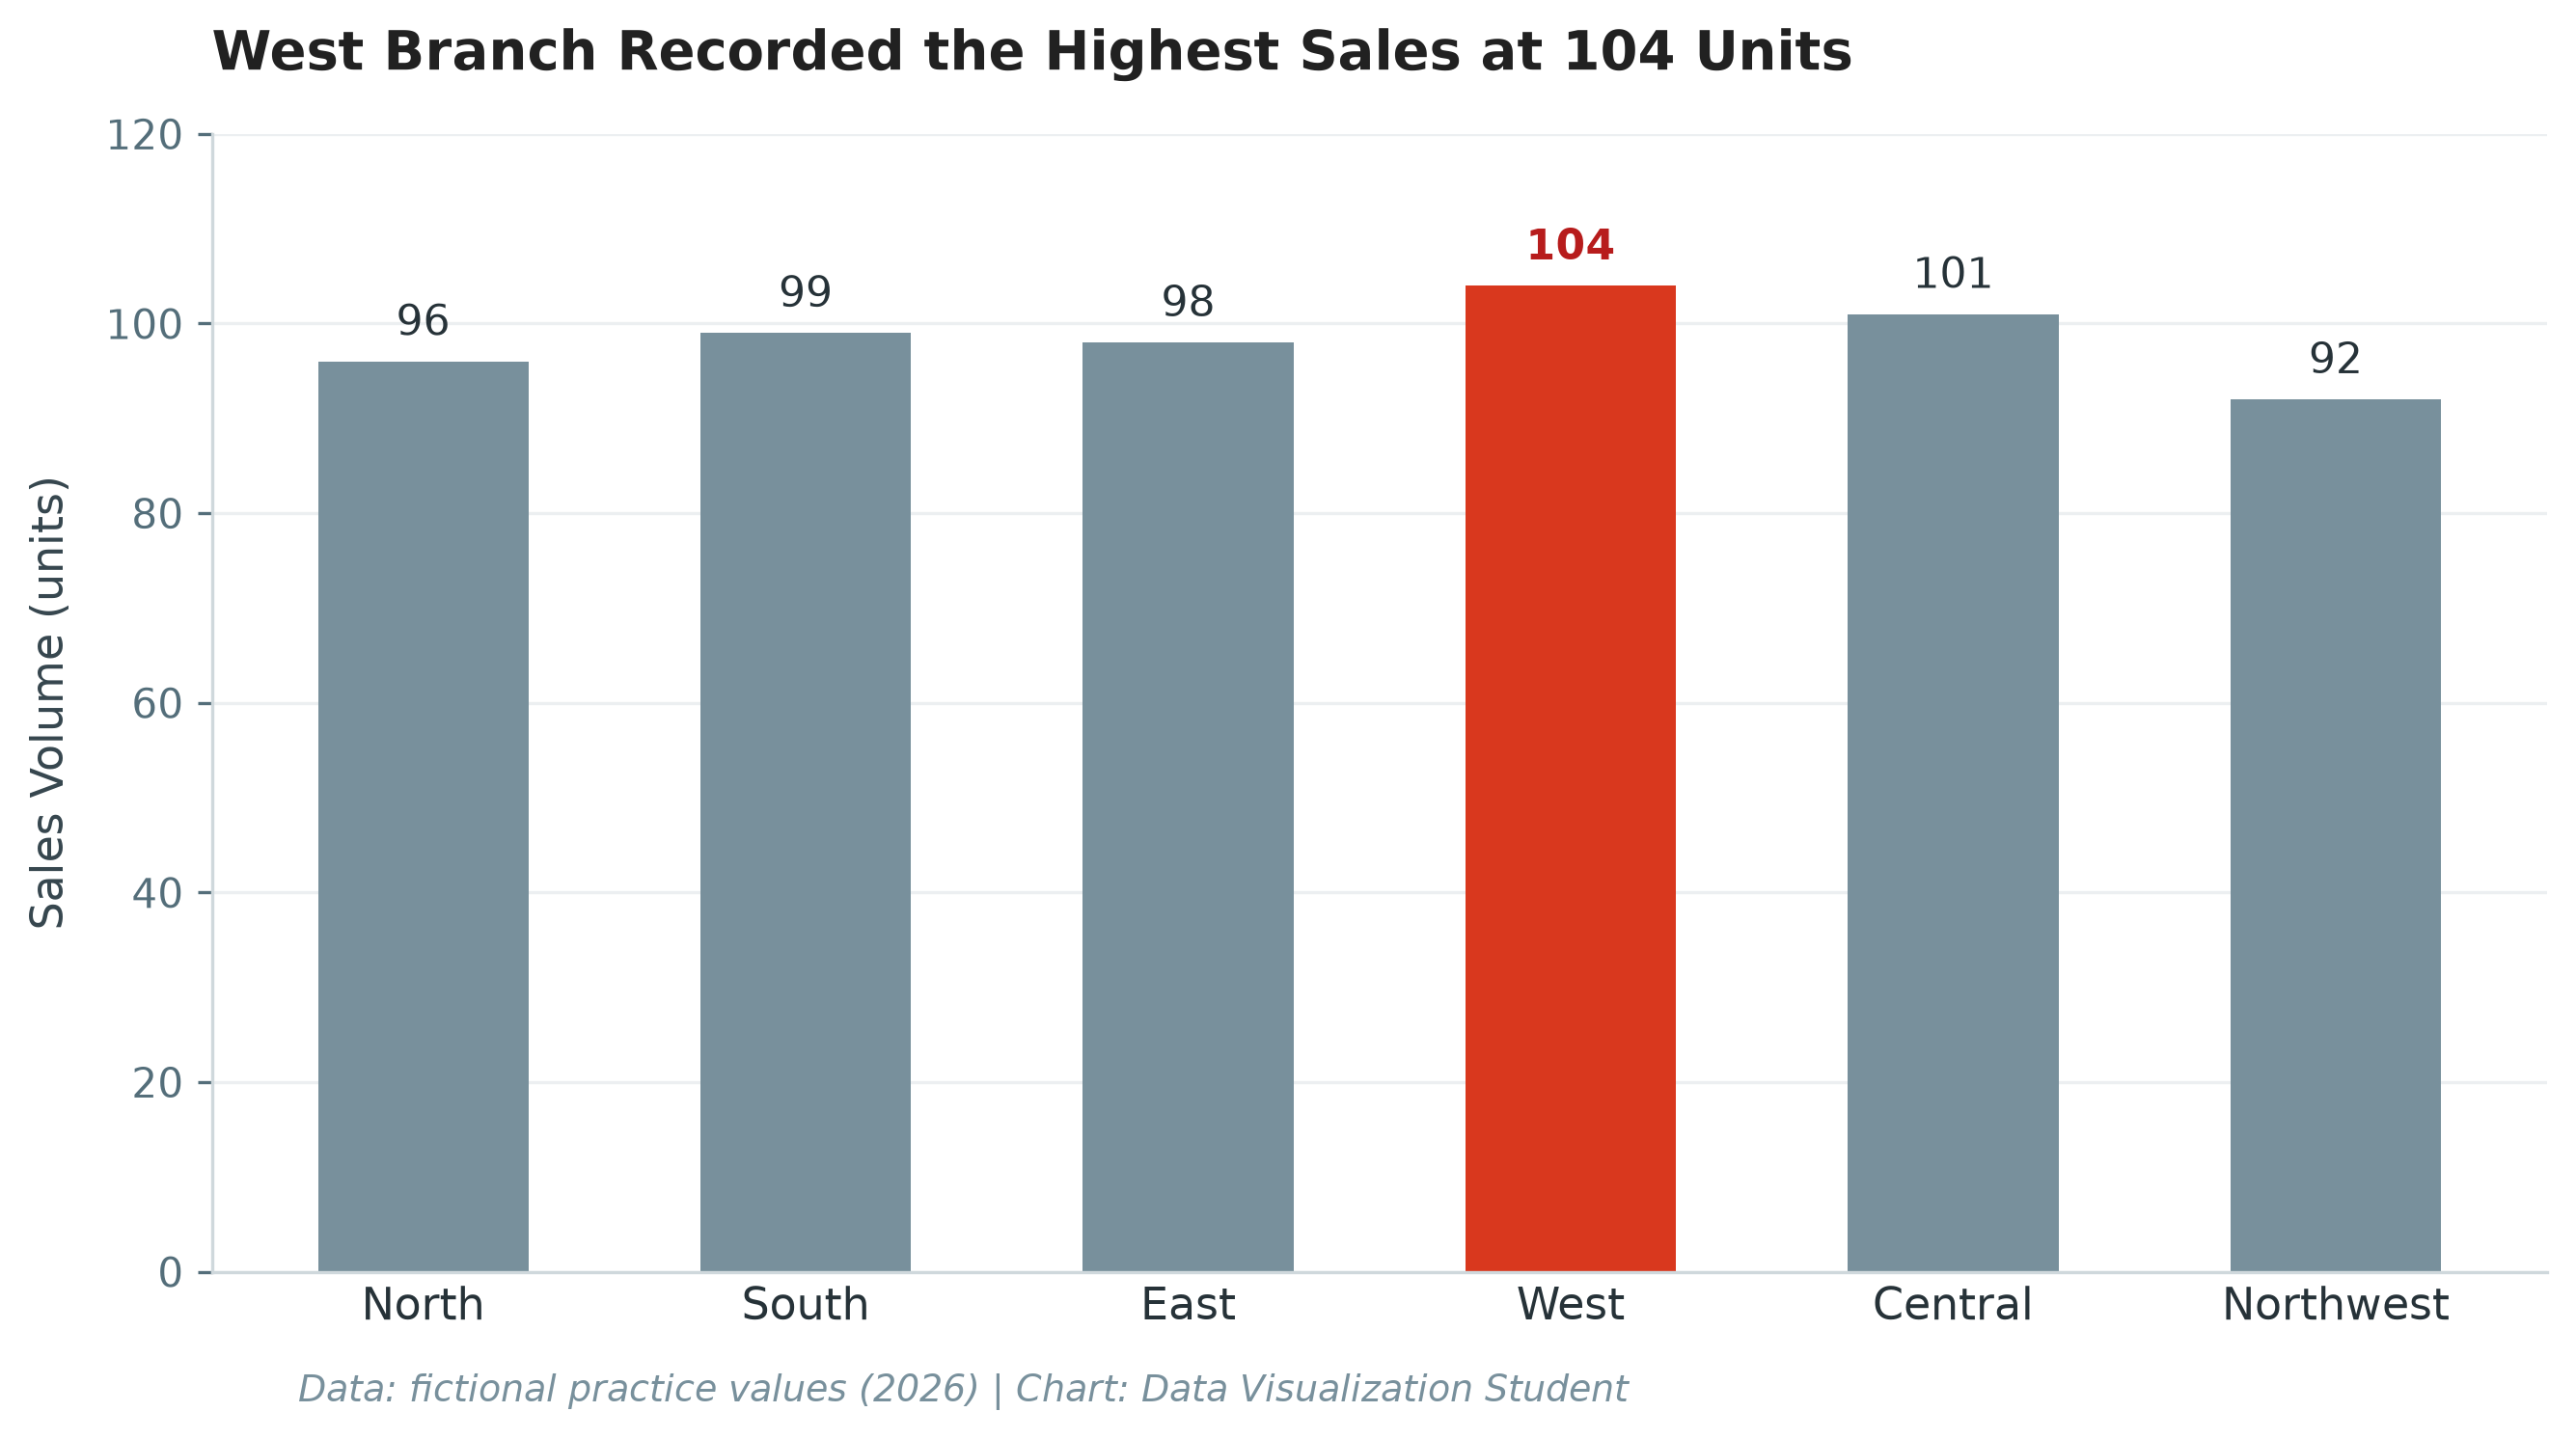 West Branch Recorded the Highest Sales at 104 Units
120
100
80
60
40
20
0
Sales Volume (units)
96
99
98
104
101
92
North
South
East
West
Central
Northwest
Data: fictional practice values (2026) | Chart: Data Visualization Student